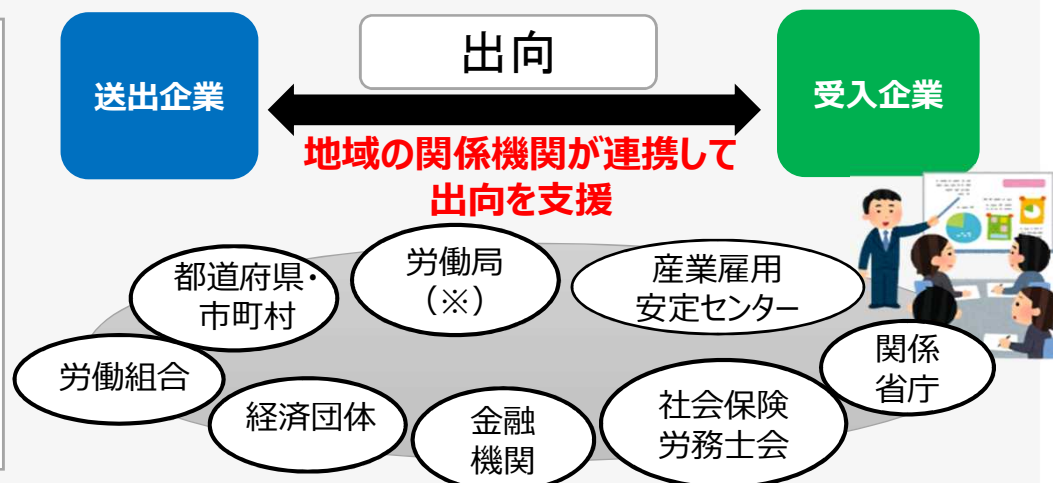 出向
送出企業
受入企業
地域の関係機関が連携して
出向を支援
都道府県・
市町村
労働局
（※）
産業雇用
安定センター
労働組合
経済団体
金融
機関
社会保険
労務士会
関係
省庁